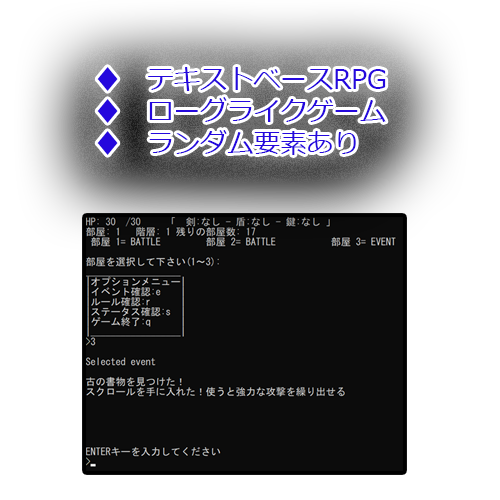 ♦ テキストベースRPG
♦ ローグライクゲーム
♦ ランダム要素あり
HP: 30 /30 「 剣:なし - 盾:なし - 鍵:なし 」
部屋: 1 階層: 1 残りの部屋数: 17
部屋 1= BATTLE 部屋 2= BATTLE 部屋 3= EVENT
部屋を選択して下さい(1~3):
|オプションメニュー|
|イベント確認:e |
|ルール確認:r |
|ステータス確認:s |
|ゲーム終了:q |
>3
Selected event
古の書物を見つけた!
スクロールを手に入れた!使うと強力な攻撃を繰り出せる
ENTERキーを入力してください
>